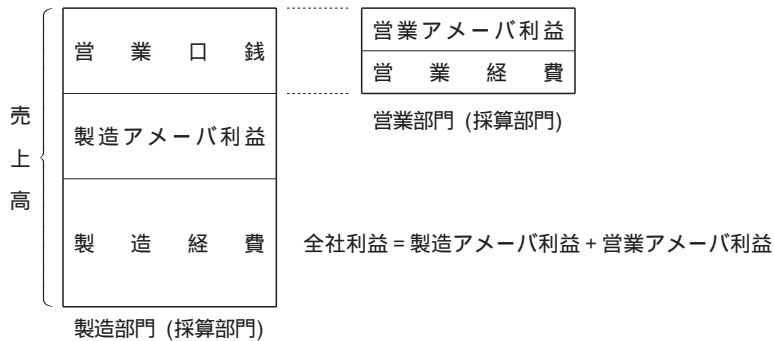 営業口銭
製造アメーバ利益
製造経費
売上高
製造部門 (採算部門)
営業アメーバ利益
営業経費
営業部門 (採算部門)
全社利益 = 製造アメーバ利益 + 営業アメーバ利益